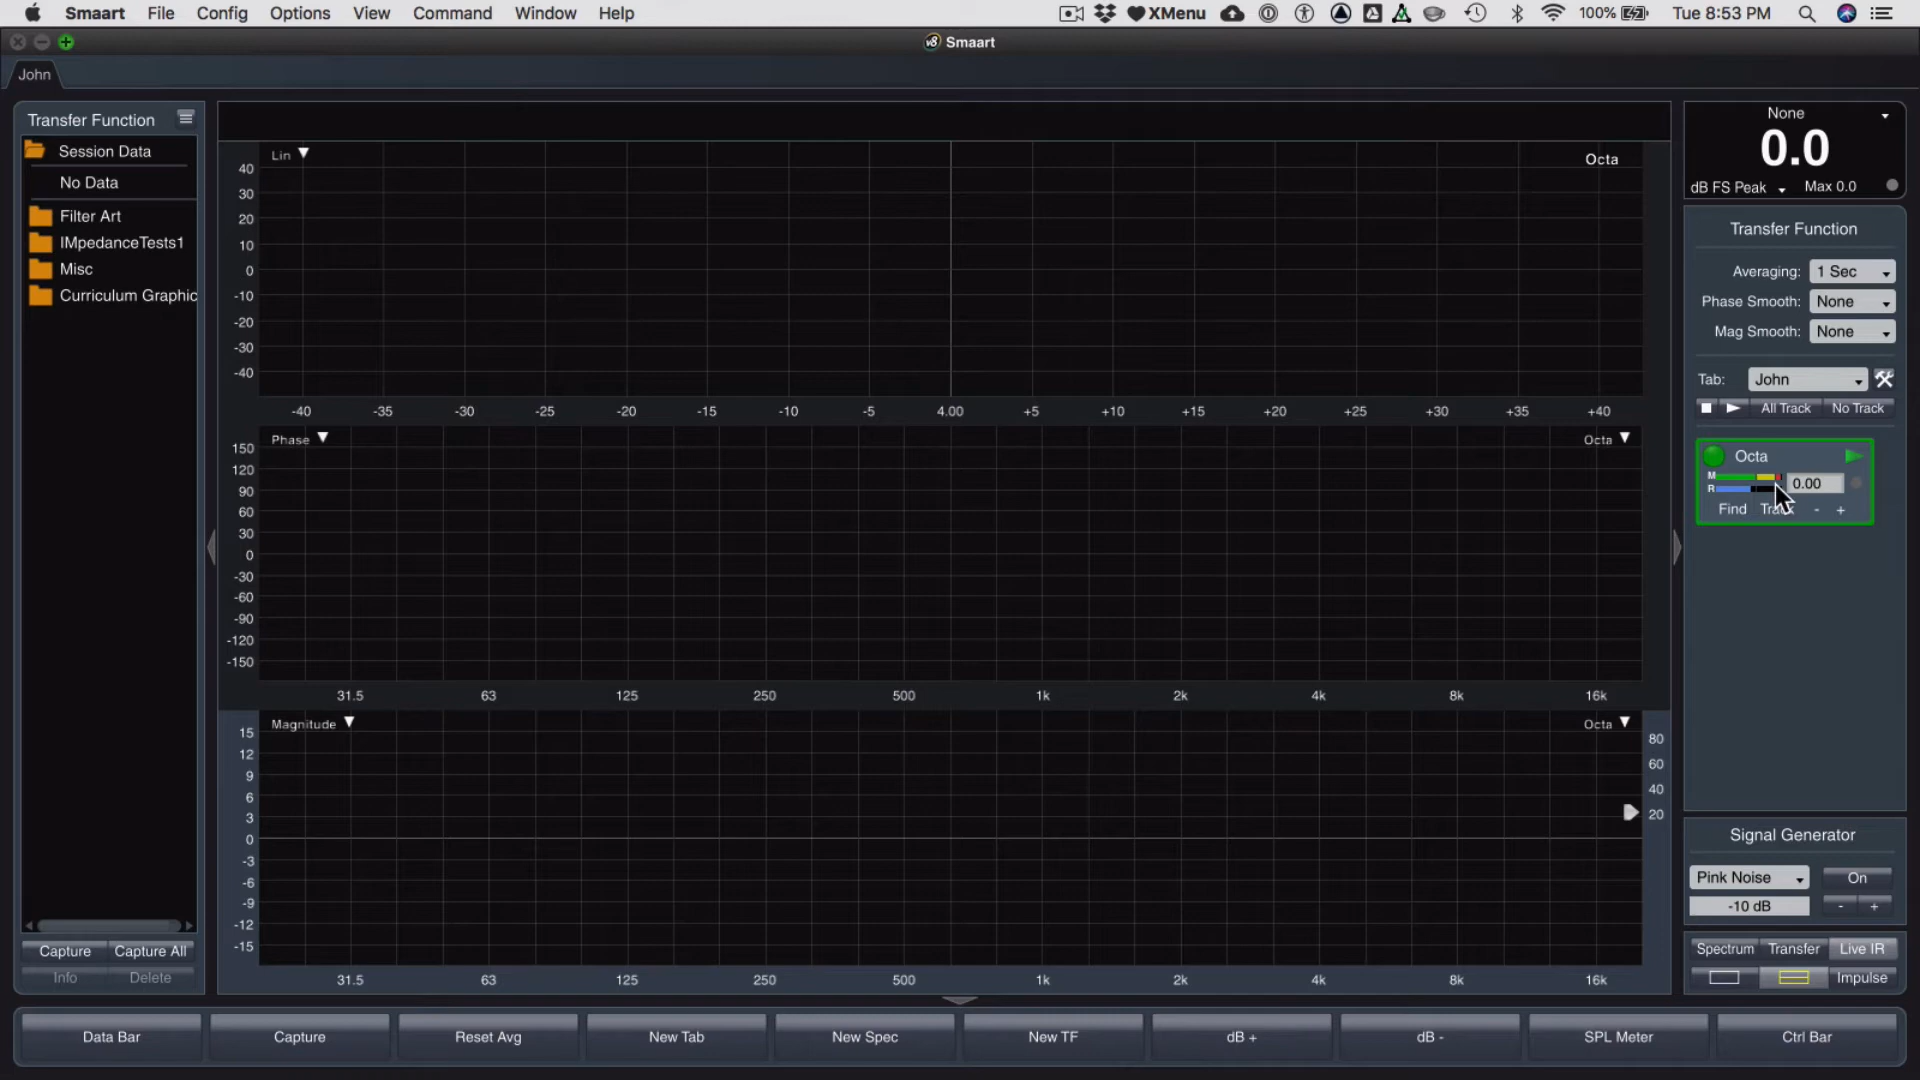 Smaart File Config Options View Command Window Help XMenu 100% Tue 8:53 PM
v8 Smaart
John
Transfer Function
Session Data
No Data
Filter Art
IMpedanceTests1
Misc
Curriculum Graphic
Capture Capture All
Info Delete
Lin Octa
40
30
20
10
0
-10
-20
-30
-40
-40 -35 -30 -25 -20 -15 -10 -5 4.00 +5 +10 +15 +20 +25 +30 +35 +40
Phase Octa
150
120
90
60
30
0
-30
-60
-90
-120
-150
31.5 63 125 250 500 1k 2k 4k 8k 16k
Magnitude Octa
15
12
9
6
3
0
-3
-6
-9
-12
-15
80
60
40
20
31.5 63 125 250 500 1k 2k 4k 8k 16k
None
0.0
dB FS Peak Max 0.0
Transfer Function
Averaging: 1 Sec
Phase Smooth: None
Mag Smooth: None
Tab: John
All Track No Track
Octa
M
R 0.00
Find Track - +
Signal Generator
Pink Noise On
-10 dB - +
Spectrum Transfer Live IR
Impulse
Data Bar Capture Reset Avg New Tab New Spec New TF dB + dB - SPL Meter Ctrl Bar